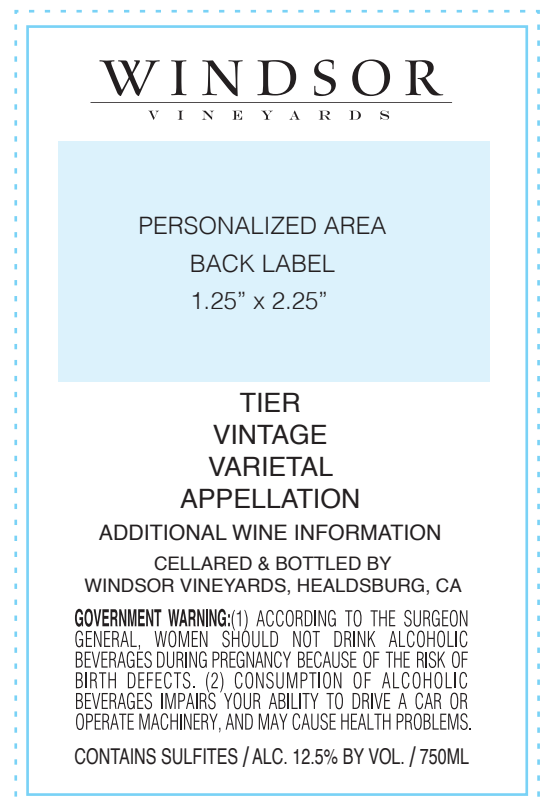 WINDSOR
VINEYARDS
PERSONALIZED AREA
BACK LABEL
1.25” x 2.25”
TIER
VINTAGE
VARIETAL
APPELLATION
ADDITIONAL WINE INFORMATION
CELLARED & BOTTLED BY
WINDSOR VINEYARDS, HEALDSBURG, CA
GOVERNMENT WARNING:(1) ACCORDING TO THE SURGEON
GENERAL, WOMEN SHOULD NOT DRINK ALCOHOLIC
BEVERAGES DURING PREGNANCY BECAUSE OF THE RISK OF
BIRTH DEFECTS. (2) CONSUMPTION OF ALCOHOLIC
BEVERAGES IMPAIRS YOUR ABILITY TO DRIVE A CAR OR
OPERATE MACHINERY, AND MAY CAUSE HEALTH PROBLEMS.
CONTAINS SULFITES / ALC. 12.5% BY VOL. / 750ML